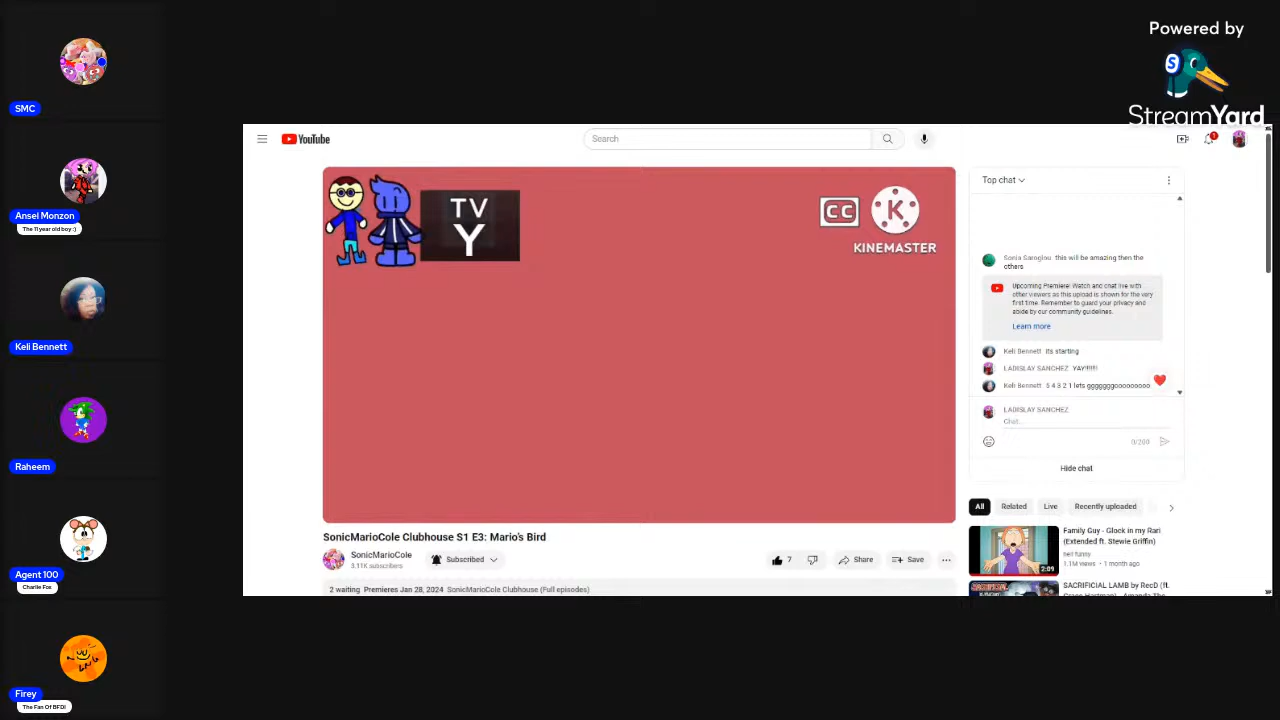 Powered by
S
StreamYard
SMC
Ansel Monzon
The 11 year old boy :)
Keli Bennett
Raheem
Agent 100
Charlie Fox
Firey
The Fan Of BFDI
YouTube
Search
TV
Y
CC
K
KINEMASTER
SonicMarioCole Clubhouse S1 E3: Mario's Bird
SonicMarioCole
3.11K subscribers
Subscribed
7
Share
Save
2 waiting Premieres Jan 28, 2024 SonicMarioCole Clubhouse (Full episodes)
Top chat
Sonia Saroglou this will be amazing then the
others
Upcoming Premiere: Watch and chat live with
other viewers as this upload is shown for the very
first time. Remember to guard your privacy and
abide by our community guidelines.
Learn more
Keli Bennett its starting
LADISLAY SANCHEZ YAY!!!!!!!
Keli Bennett 5 4 3 2 1 lets ggggggooooooooo
LADISLAY SANCHEZ
Chat...
0/200
Hide chat
All
Related
Live
Recently uploaded
Family Guy - Glock in my Rari
(Extended ft. Stewie Griffin)
hell funny
1.1M views • 1 month ago
2:09
SACRIFICIAL LAMB by RecD (ft.